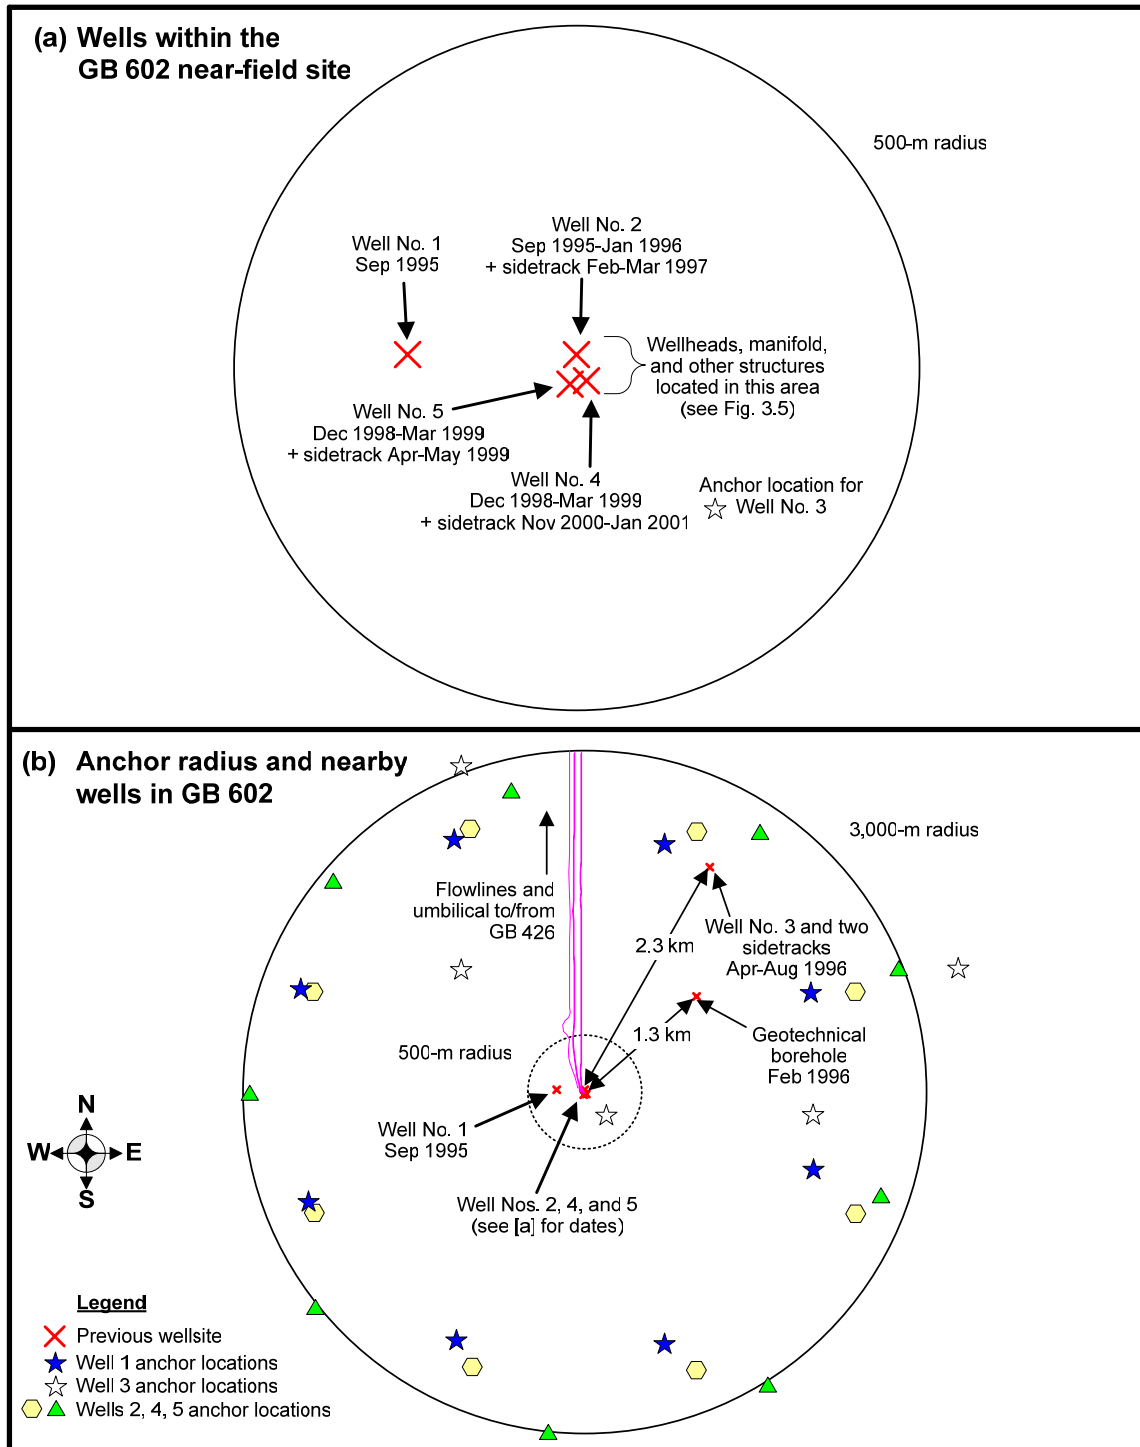 (a) Wells within the
GB 602 near-field site
500-m radius
Well No. 1
Sep 1995
Well No. 2
Sep 1995-Jan 1996
+ sidetrack Feb-Mar 1997
Wellheads, manifold,
and other structures
located in this area
(see Fig. 3.5)
Well No. 5
Dec 1998-Mar 1999
+ sidetrack Apr-May 1999
Well No. 4
Dec 1998-Mar 1999
+ sidetrack Nov 2000-Jan 2001
Anchor location for
Well No. 3
(b) Anchor radius and nearby
wells in GB 602
3,000-m radius
Flowlines and
umbilical to/from
GB 426
2.3 km
Well No. 3 and two
sidetracks
Apr-Aug 1996
1.3 km
Geotechnical
borehole
Feb 1996
500-m radius
Well No. 1
Sep 1995
Well Nos. 2, 4, and 5
(see [a] for dates)
N
W E
S
Legend
Previous wellsite
Well 1 anchor locations
Well 3 anchor locations
Wells 2, 4, 5 anchor locations